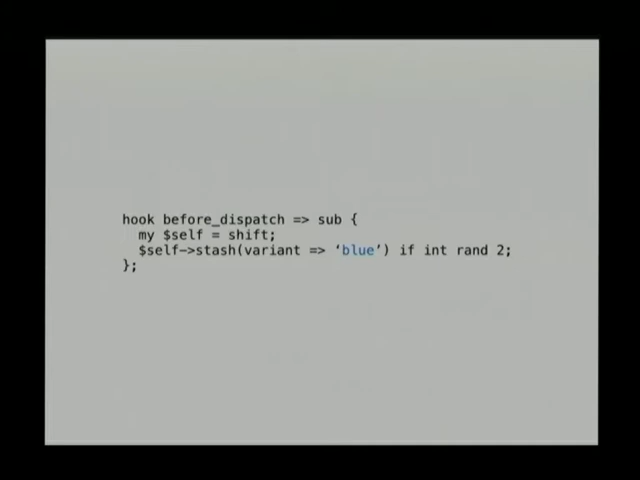 hook before_dispatch => sub {
  my $self = shift;
  $self->stash(variant => ‘blue’) if int rand 2;
};